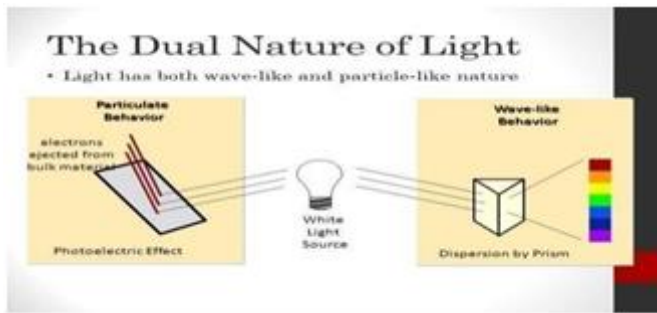 The Dual Nature of Light
• Light has both wave-like and particle-like nature
Particulate
Behavior
electrons
ejected from
bulk material
Photoelectric Effect
White
Light
Source
Wave-like
Behavior
Dispersion by Prism